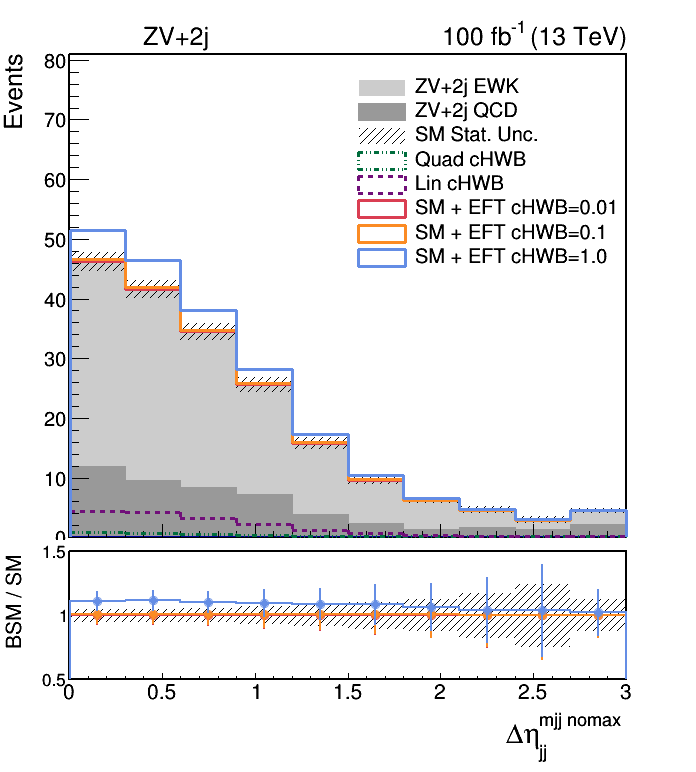 ZV+2j
100 fb-1 (13 TeV)
Events
80
70
60
50
40
30
20
10
0
ZV+2j EWK
ZV+2j QCD
SM Stat. Unc.
Quad cHWB
Lin cHWB
SM + EFT cHWB=0.01
SM + EFT cHWB=0.1
SM + EFT cHWB=1.0
BSM / SM
1.5
1
0.5
0 0.5 1 1.5 2 2.5 3
Δη jj mjj nomax